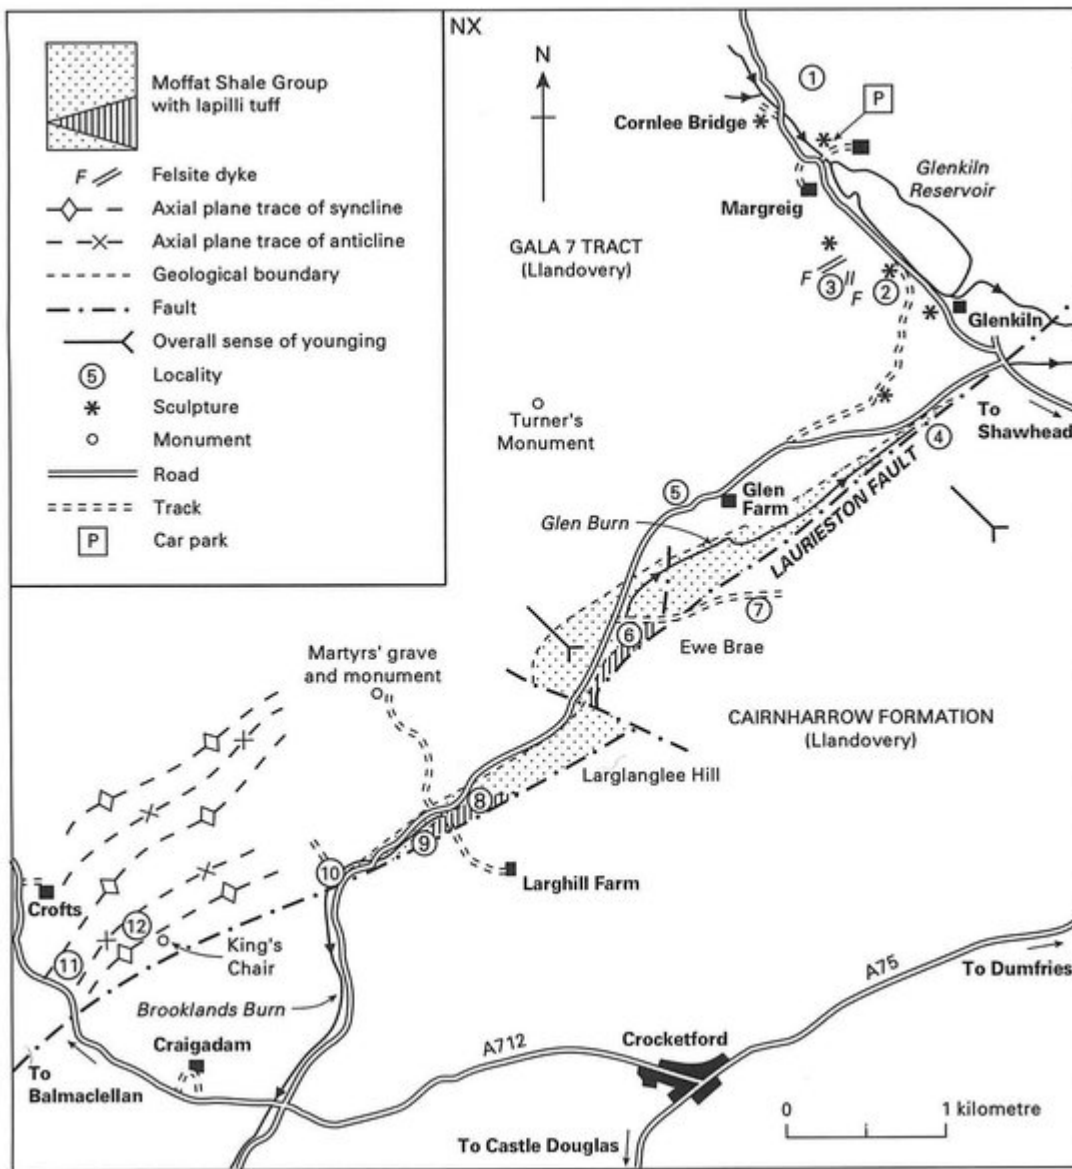 Moffat Shale Group
with lapilli tuff
F
Felsite dyke
Axial plane trace of syncline
Axial plane trace of anticline
Geological boundary
Fault
Overall sense of younging
5
Locality
Sculpture
Monument
Road
Track
P
Car park
NX
N
1
P
Cornlee Bridge
Glenkiln
Reservoir
Margreig
GALA 7 TRACT
(Llandovery)
F
3
F
2
Glenkiln
Turner's
Monument
To
Shawhead
4
5
Glen
Farm
Glen Burn
LAURIESTON FAULT
7
6
Ewe Brae
Martyrs' grave
and monument
CAIRNHARROW FORMATION
(Llandovery)
Larglanglee Hill
8
9
10
Larghill Farm
Crofts
12
11
King's
Chair
A75
To Dumfries
Brooklands Burn
Craigadam
A712
Crocketford
To
Balmaclellan
0
1 kilometre
To Castle Douglas